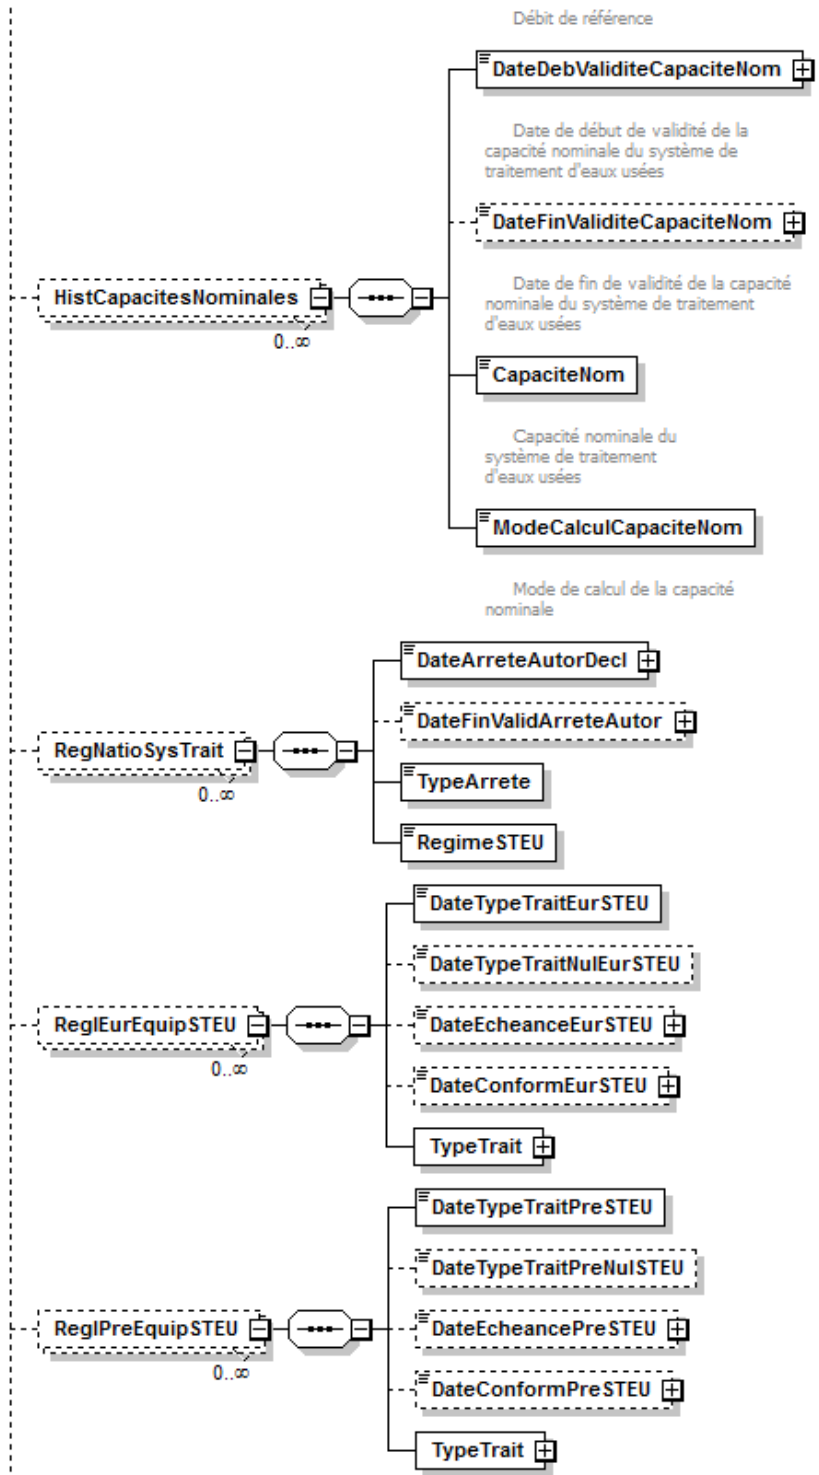 Débit de référence
DateDebValiditeCapaciteNom
Date de début de validité de la
capacité nominale du système de
traitement d'eaux usées
DateFinValiditeCapaciteNom
Date de fin de validité de la capacité
nominale du système de traitement
d'eaux usées
HistCapacitesNominales
0..∞
CapaciteNom
Capacité nominale du
système de traitement
d'eaux usées
ModeCalculCapaciteNom
Mode de calcul de la capacité
nominale
DateArreteAutorDecl
DateFinValidArreteAutor
RegNatioSysTrait
0..∞
TypeArrete
RegimeSTEU
DateTypeTraitEurSTEU
DateTypeTraitNulEurSTEU
ReglEurEquipSTEU
0..∞
DateEcheanceEurSTEU
DateConformEurSTEU
TypeTrait
DateTypeTraitPreSTEU
DateTypeTraitPreNulSTEU
ReglPreEquipSTEU
0..∞
DateEcheancePreSTEU
DateConformPreSTEU
TypeTrait